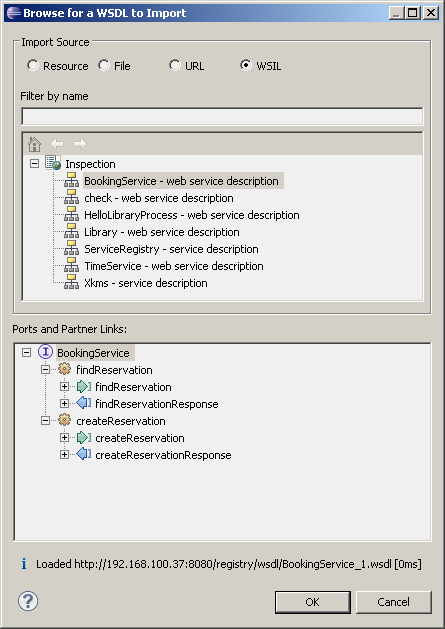 Browse for a WSDL to Import
Import Source
Resource File URL WSIL
Filter by name
Inspection
BookingService - web service description
check - web service description
HelloLibraryProcess - web service description
Library - web service description
ServiceRegistry - service description
TimeService - web service description
Xkms - service description
Ports and Partner Links:
BookingService
findReservation
findReservation
findReservationResponse
createReservation
createReservation
createReservationResponse
Loaded http://192.168.100.37:8080/registry/wsdl/BookingService_1.wsdl [0ms]
OK Cancel